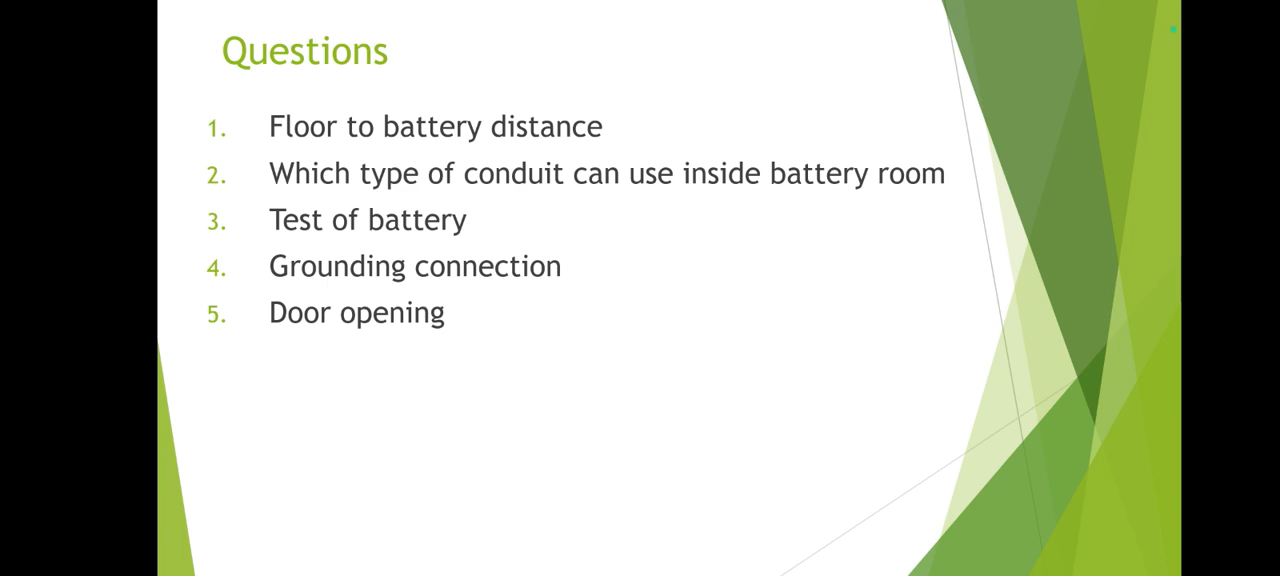 Questions
1. Floor to battery distance
2. Which type of conduit can use inside battery room
3. Test of battery
4. Grounding connection
5. Door opening